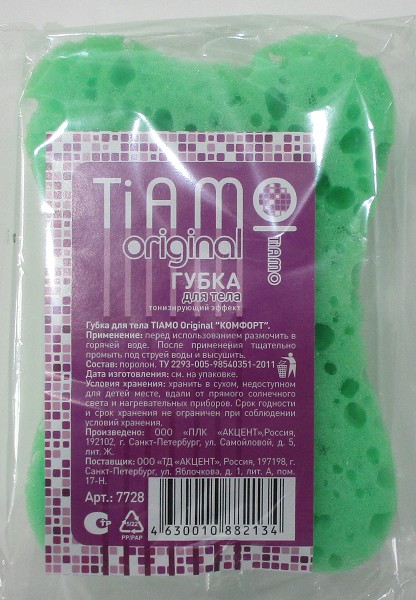 TiAMO
original
TIAMO
ГУБКА
для тела
тонизирующий эффект
Губка для тела TIAMO Original "КОМФОРТ".
Применение: перед использованием размочить в
горячей воде. После применения тщательно
промыть под струей воды и высушить.
Состав: поролон. ТУ 2293-005-98540351-2011
Дата изготовления: см. на упаковке.
Условия хранения: хранить в сухом, недоступном
для детей месте, вдали от прямого солнечного
света и нагревательных приборов. Срок годности
и срок хранения не ограничен при соблюдении
условий хранения.
Произведено: ООО «ПЛК «АКЦЕНТ»,Россия,
192102, г. Санкт-Петербург, ул. Самойловой, д. 5,
лит. Ж.
Поставщик: ООО «ТД «АКЦЕНТ», Россия, 197198, г.
Санкт-Петербург, ул. Яблочкова, д. 1, лит. А, пом.
17-Н.
Арт.: 7728
PP/PAP
4 630010 882134